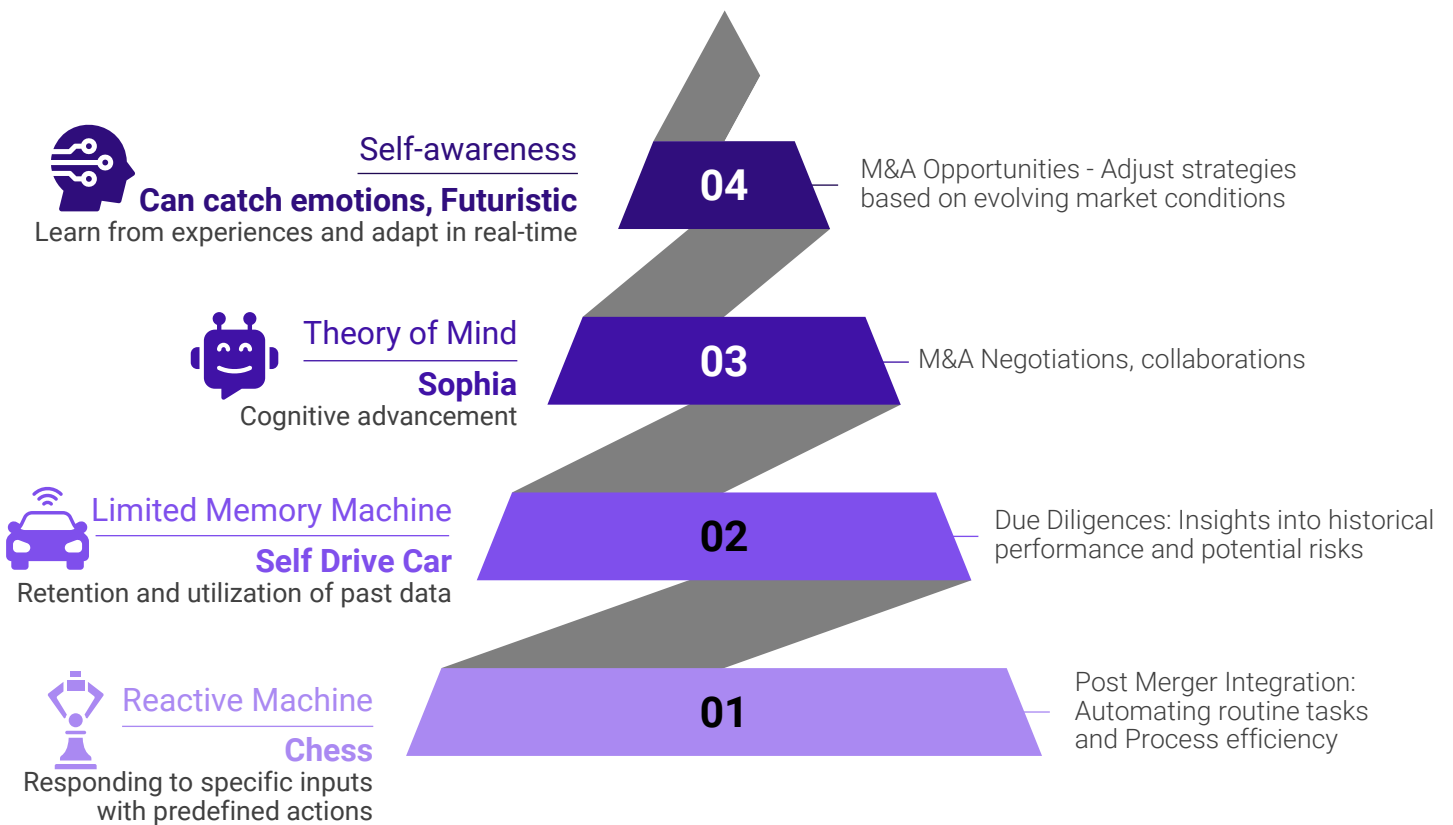 Self-awareness
Can catch emotions, Futuristic
Learn from experiences and adapt in real-time
04
M&A Opportunities - Adjust strategies
based on evolving market conditions
Theory of Mind
Sophia
Cognitive advancement
03
M&A Negotiations, collaborations
Limited Memory Machine
Self Drive Car
Retention and utilization of past data
02
Due Diligences: Insights into historical
performance and potential risks
Reactive Machine
Chess
Responding to specific inputs
with predefined actions
01
Post Merger Integration:
Automating routine tasks
and Process efficiency